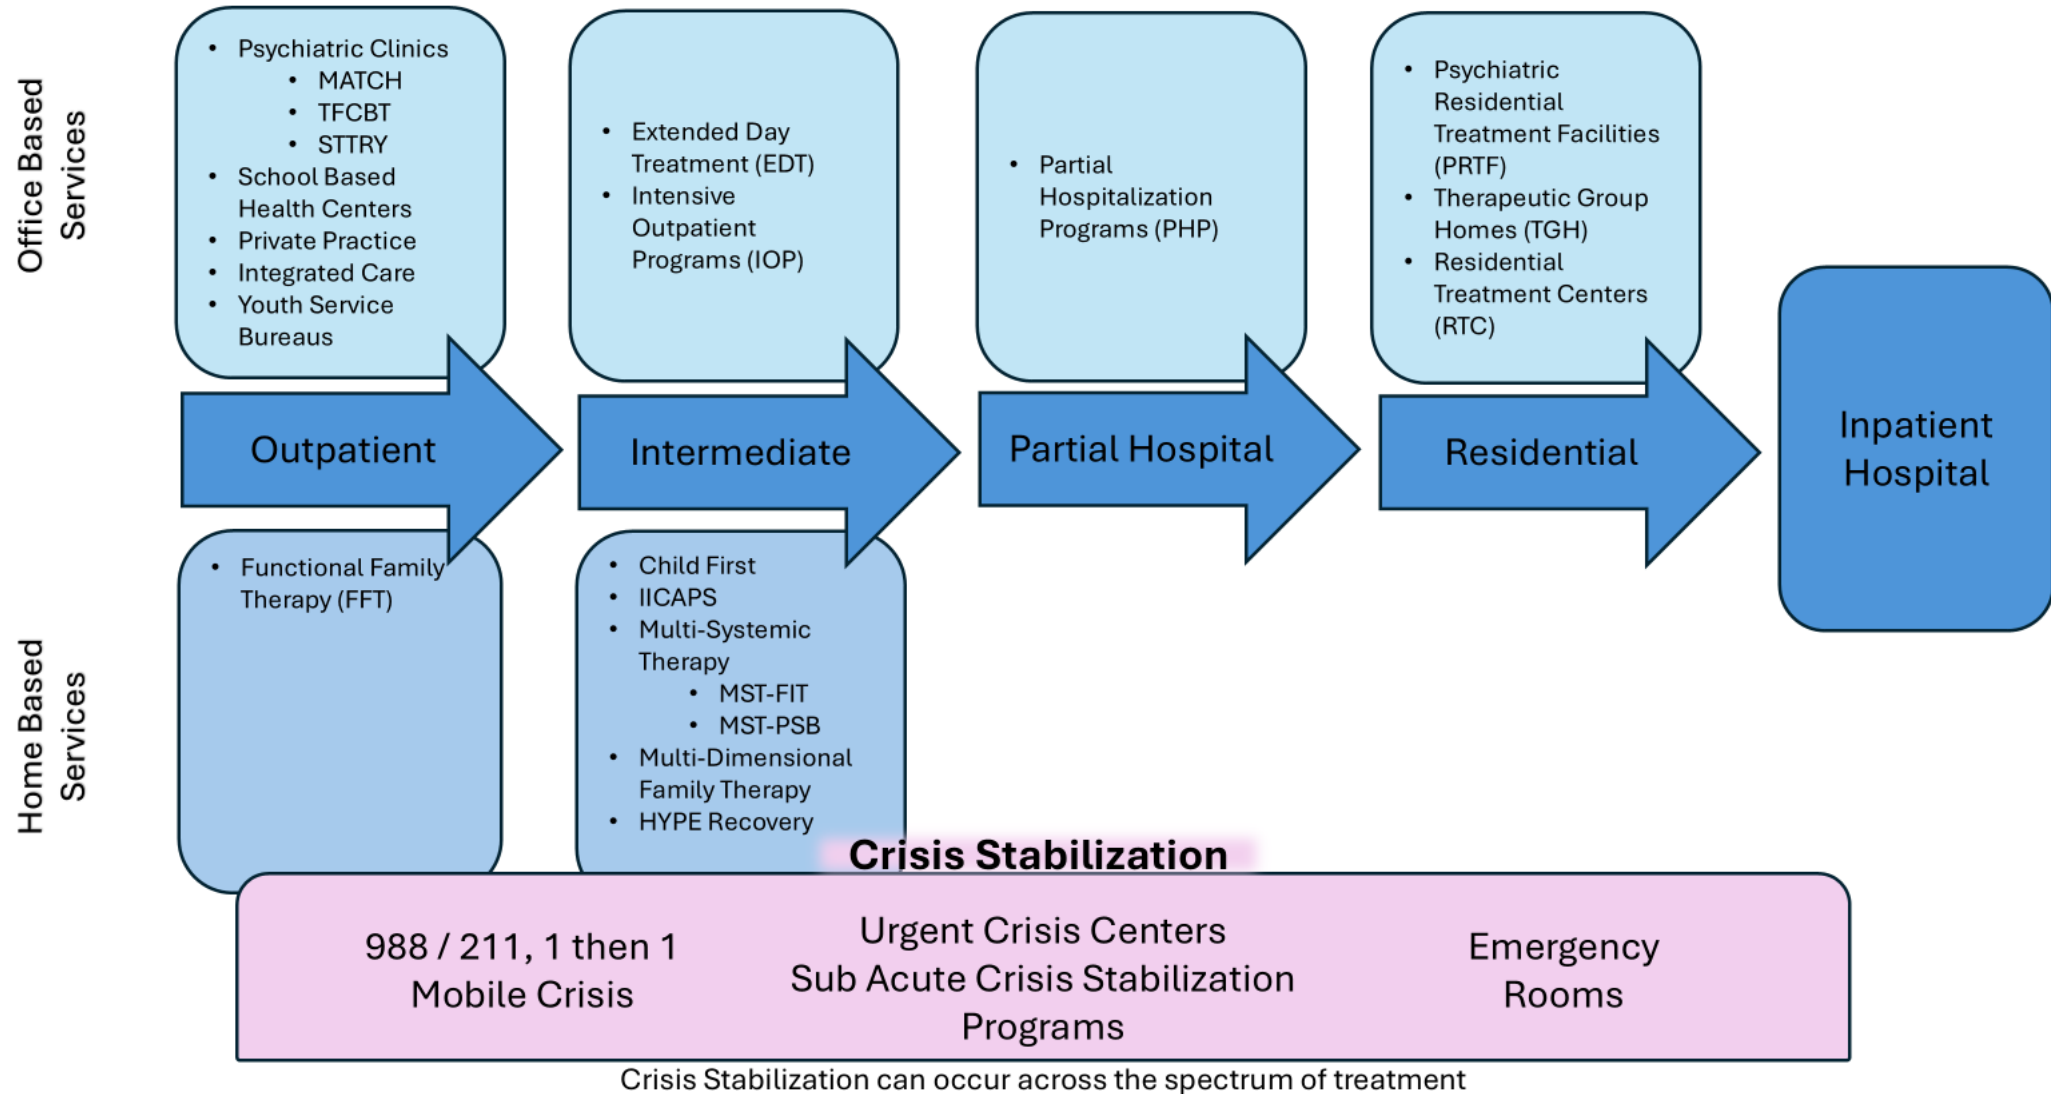 Office Based
Services
• Psychiatric Clinics
• MATCH
• TFCBT
• STTRY
• School Based
Health Centers
• Private Practice
• Integrated Care
• Youth Service
Bureaus
• Extended Day
Treatment (EDT)
• Intensive
Outpatient
Programs (IOP)
• Partial
Hospitalization
Programs (PHP)
• Psychiatric
Residential
Treatment Facilities
(PRTF)
• Therapeutic Group
Homes (TGH)
• Residential
Treatment Centers
(RTC)
Outpatient
Intermediate
Partial Hospital
Residential
Inpatient
Hospital
Home Based
Services
• Functional Family
Therapy (FFT)
• Child First
• IICAPS
• Multi-Systemic
Therapy
• MST-FIT
• MST-PSB
• Multi-Dimensional
Family Therapy
• HYPE Recovery
Crisis Stabilization
988 / 211, 1 then 1
Mobile Crisis
Urgent Crisis Centers
Sub Acute Crisis Stabilization
Programs
Emergency
Rooms
Crisis Stabilization can occur across the spectrum of treatment